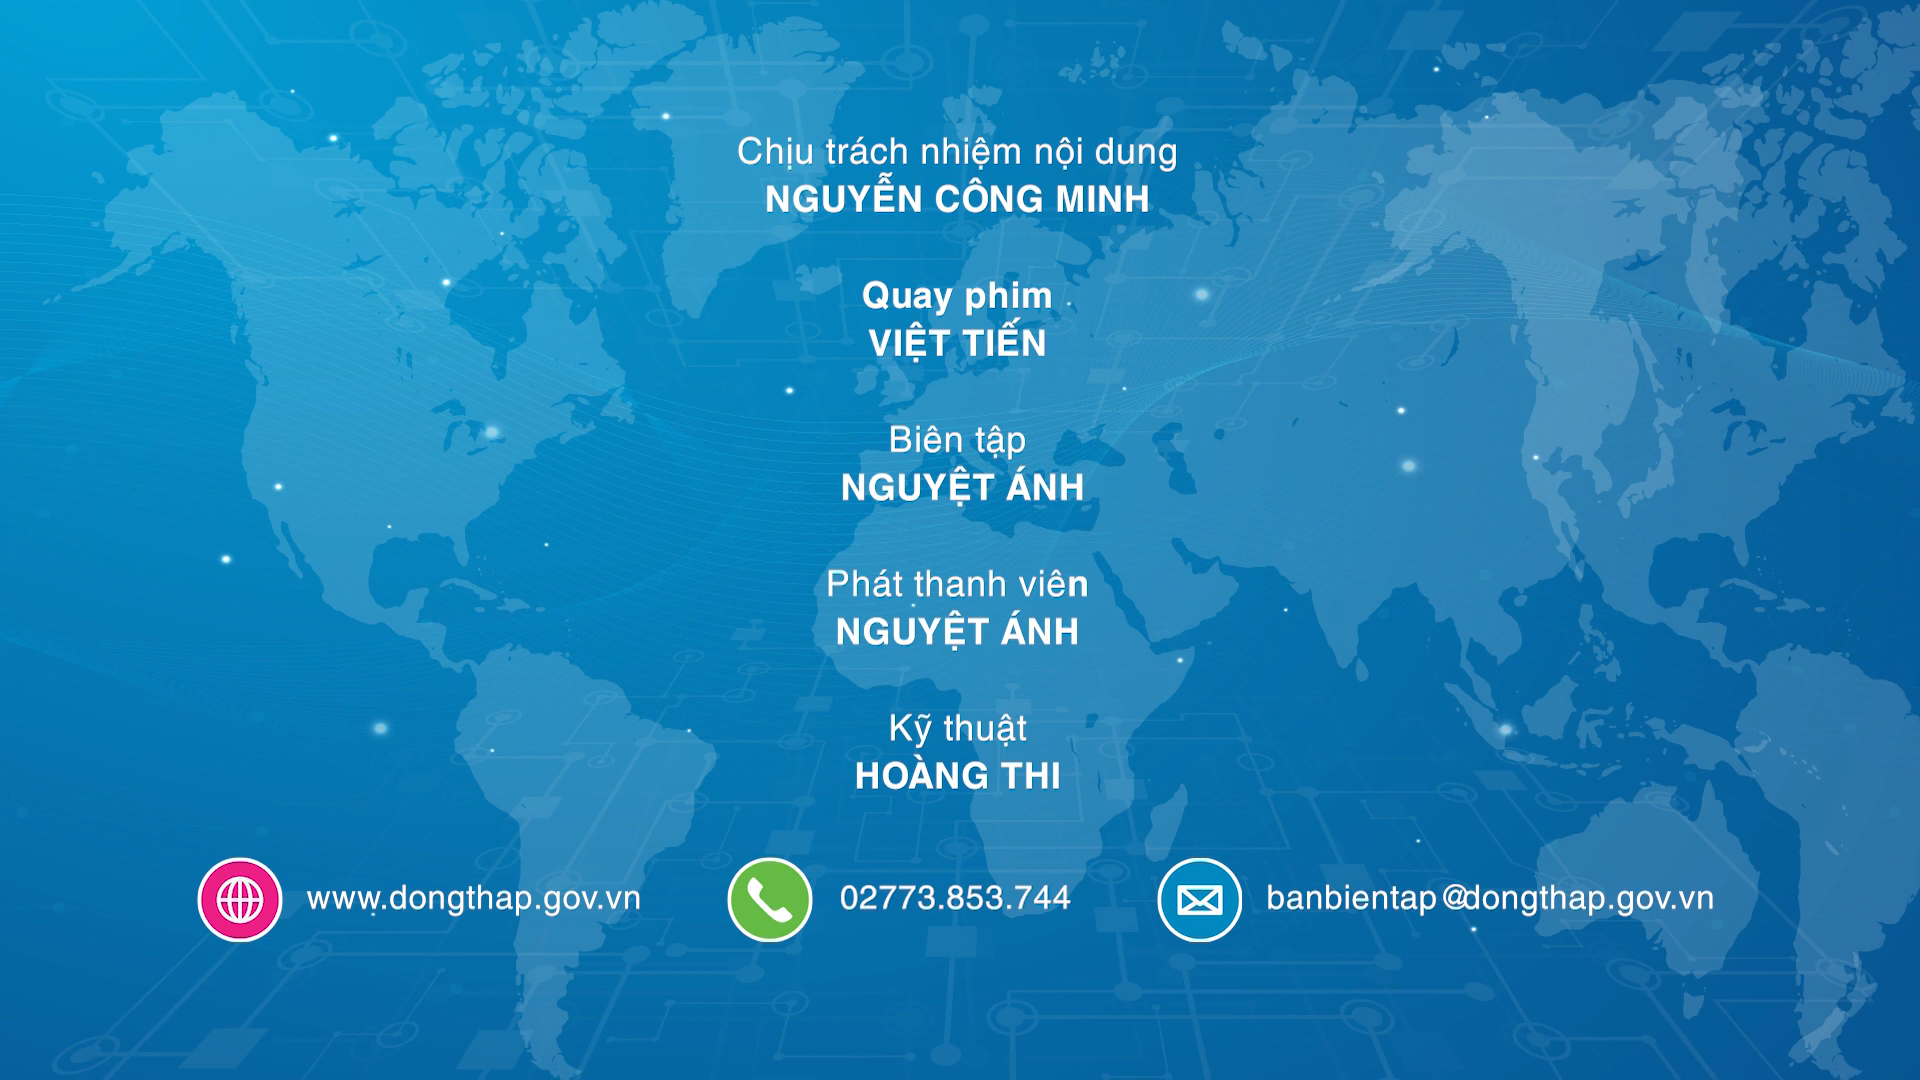 Chịu trách nhiệm nội dung
NGUYỄN CÔNG MINH
Quay phim
VIỆT TIẾN
Biên tập
NGUYỆT ÁNH
Phát thanh viên
NGUYỆT ÁNH
Kỹ thuật
HOÀNG THI
www.dongthap.gov.vn
02773.853.744
banbientap@dongthap.gov.vn